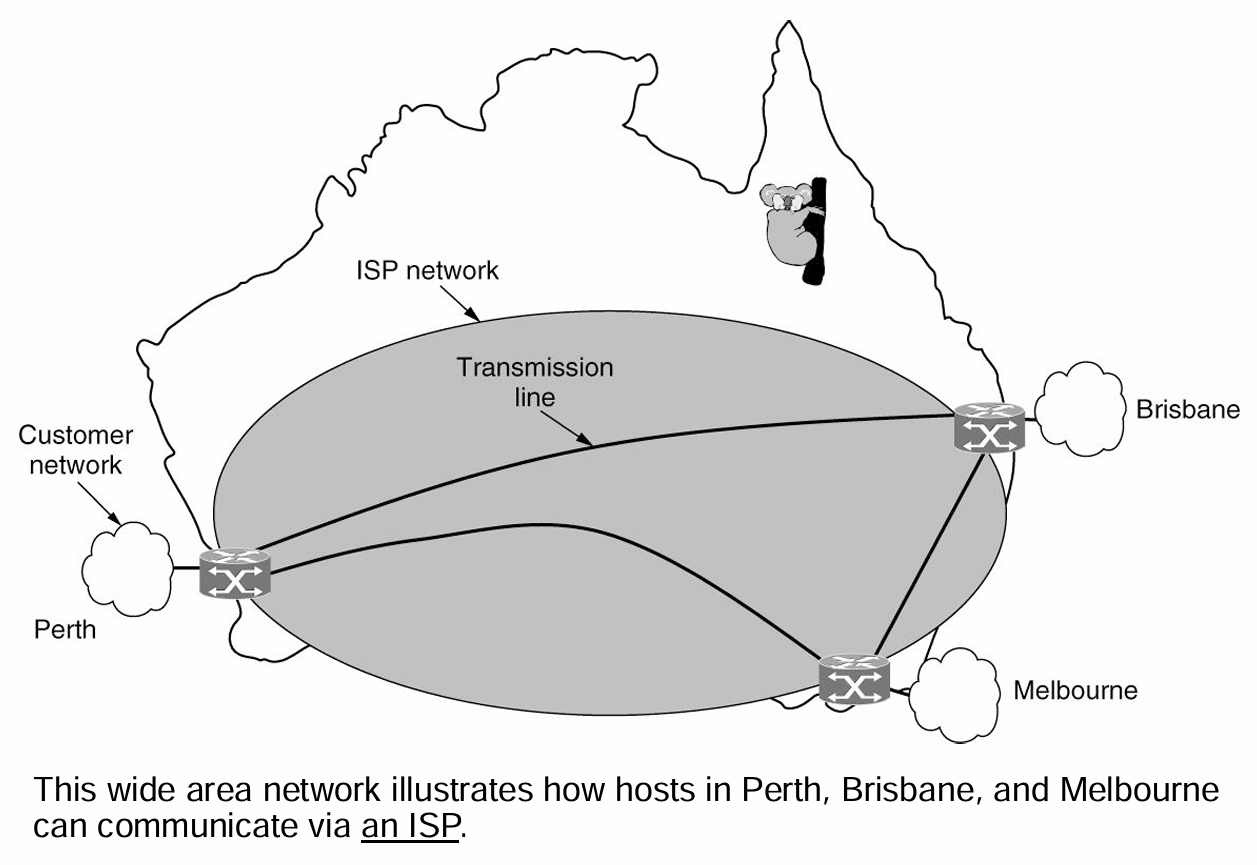 ISP network
Transmission
line
Brisbane
Customer
network
Perth
Melbourne
This wide area network illustrates how hosts in Perth, Brisbane, and Melbourne
can communicate via an ISP.